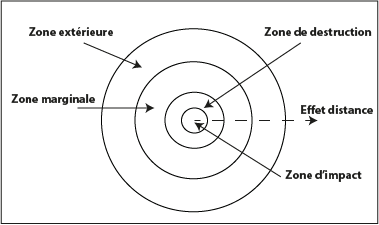 Zone extérieure
Zone de destruction
Zone marginale
Effet distance
Zone d'impact